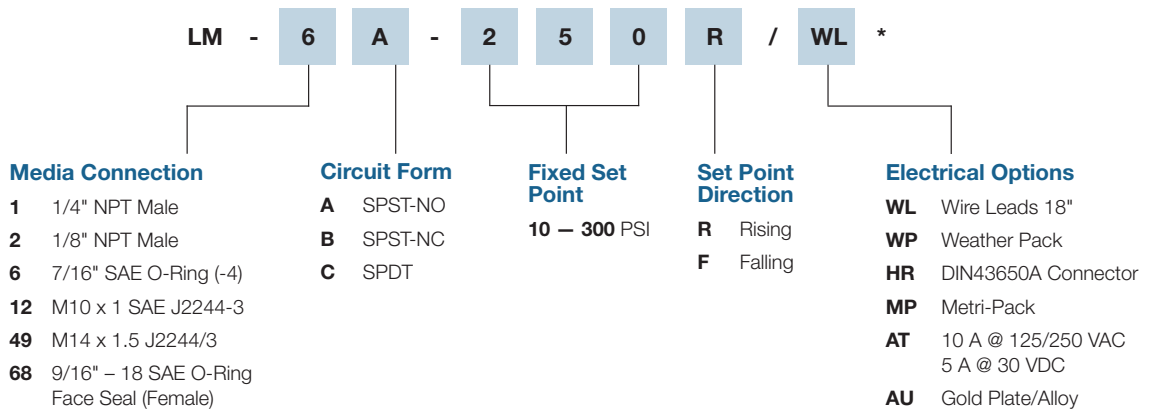 LM - 6 A - 2 5 0 R / WL *
Media Connection
1 1/4" NPT Male
2 1/8" NPT Male
6 7/16" SAE O-Ring (-4)
12 M10 x 1 SAE J2244-3
49 M14 x 1.5 J2244/3
68 9/16" – 18 SAE O-Ring
Face Seal (Female)
Circuit Form
A SPST-NO
B SPST-NC
C SPDT
Fixed Set
Point
10 — 300 PSI
Set Point
Direction
R Rising
F Falling
Electrical Options
WL Wire Leads 18"
WP Weather Pack
HR DIN43650A Connector
MP Metri-Pack
AT 10 A @ 125/250 VAC
5 A @ 30 VDC
AU Gold Plate/Alloy